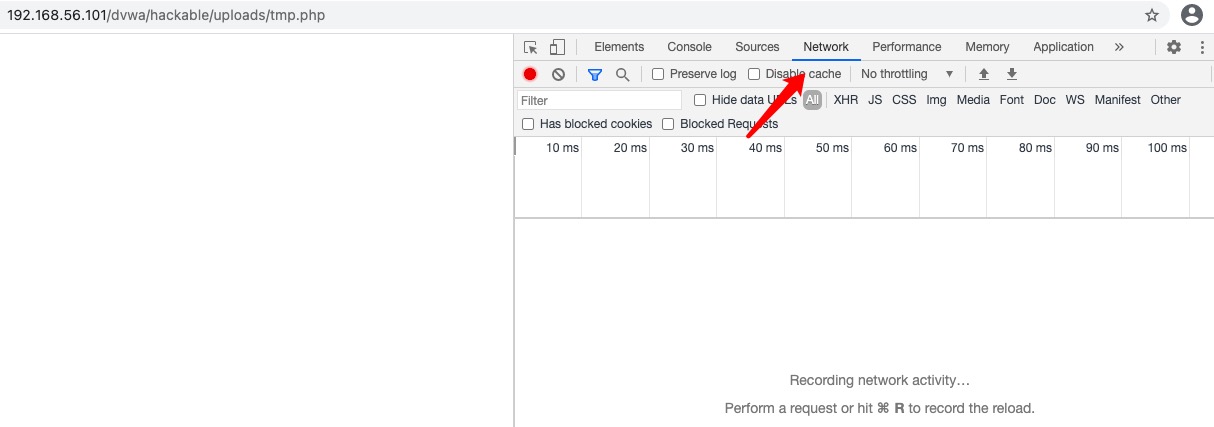 192.168.56.101/dvwa/hackable/uploads/tmp.php
Elements Console Sources Network Performance Memory Application »
Preserve log Disable cache No throttling
Filter Hide data URLs All XHR JS CSS Img Media Font Doc WS Manifest Other
Has blocked cookies Blocked Requests
10 ms 20 ms 30 ms 40 ms 50 ms 60 ms 70 ms 80 ms 90 ms 100 ms
Recording network activity…
Perform a request or hit ⌘ R to record the reload.